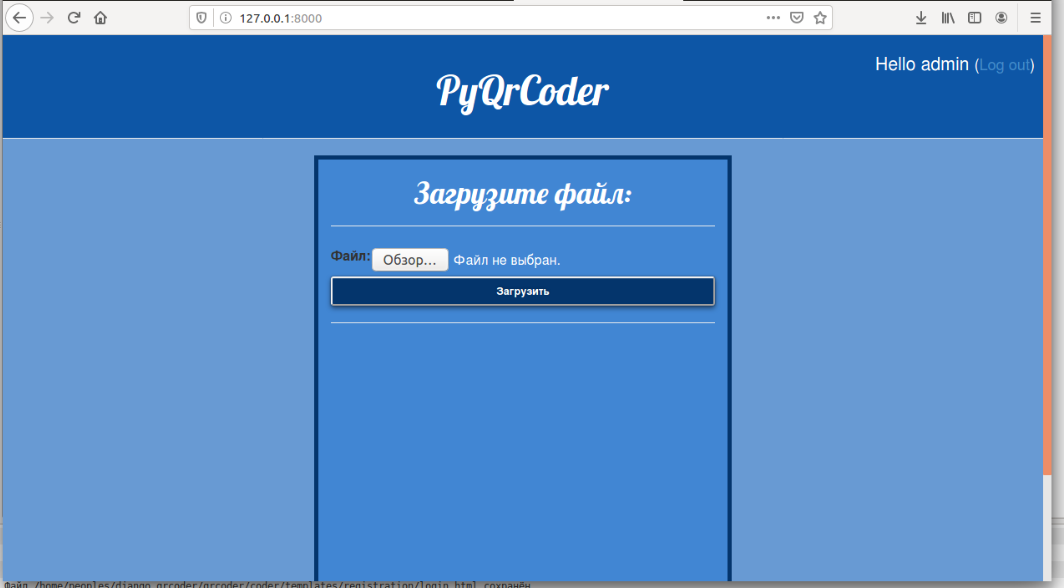 127.0.0.1:8000
Hello admin (Log out)
PyQrCoder
Загрузите файл:
Файл: Обзор... Файл не выбран.
Загрузить
Файл /home/peoples/django_qrcoder/qrcoder/coder/templates/registration/login.html сохранён